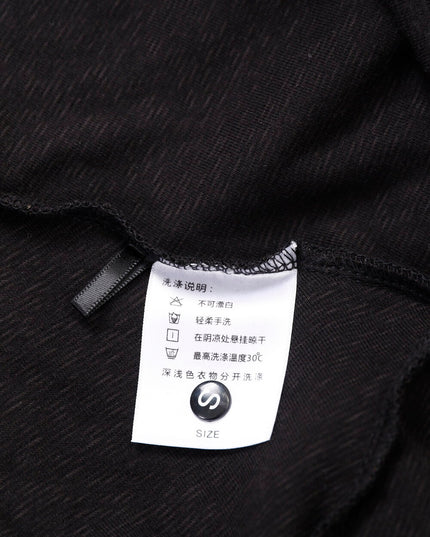 洗涤说明:
不可漂白
轻柔手洗
在阴凉处悬挂晾干
最高洗涤温度30℃
深浅色衣物分开洗涤
S
SIZE